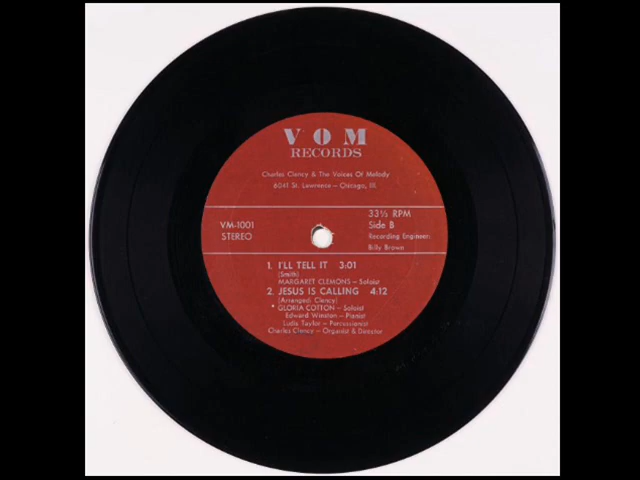 VOM
RECORDS
Charles Clency & The Voices Of Melody
6041 St. Lawrence – Chicago, Ill.
33⅓ RPM
VM-1001 Side B
STEREO Recording Engineer:
Billy Brown
1. I'LL TELL IT 3:01
(Smith)
MARGARET CLEMONS – Soloist
2. JESUS IS CALLING 4:12
(Arranged: Clency)
* GLORIA COTTON – Soloist
Edward Winston – Pianist
Ludis Taylor – Percussionist
Charles Clency – Organist & Director